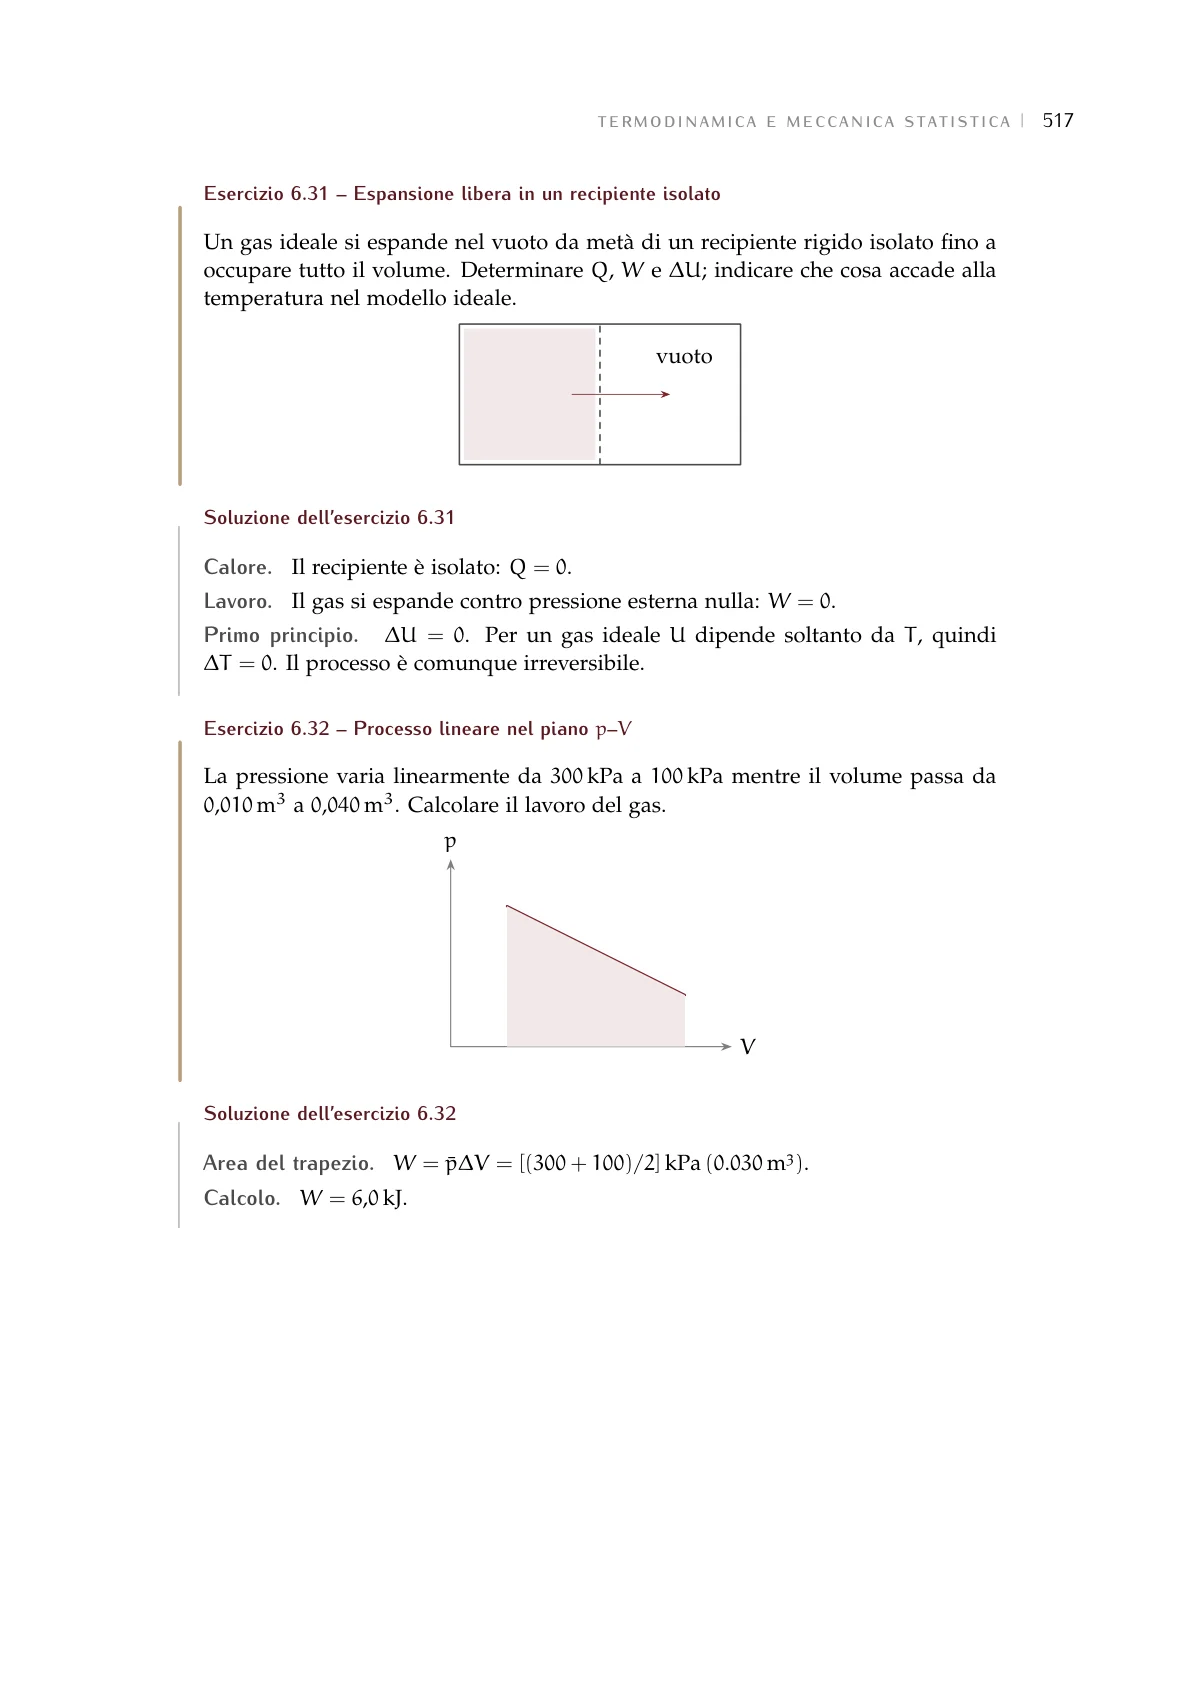 TERMODINAMICA E MECCANICA STATISTICA | 517
Esercizio 6.31 – Espansione libera in un recipiente isolato
Un gas ideale si espande nel vuoto da metà di un recipiente rigido isolato fino a
occupare tutto il volume. Determinare Q, W e ΔU; indicare che cosa accade alla
temperatura nel modello ideale.
vuoto
Soluzione dell'esercizio 6.31
Calore. Il recipiente è isolato: Q = 0.
Lavoro. Il gas si espande contro pressione esterna nulla: W = 0.
Primo principio. ΔU = 0. Per un gas ideale U dipende soltanto da T, quindi
ΔT = 0. Il processo è comunque irreversibile.
Esercizio 6.32 – Processo lineare nel piano p–V
La pressione varia linearmente da 300 kPa a 100 kPa mentre il volume passa da
0,010 m³ a 0,040 m³. Calcolare il lavoro del gas.
p
V
Soluzione dell'esercizio 6.32
Area del trapezio. W = p̄ΔV = [(300 + 100)/2] kPa (0.030 m³).
Calcolo. W = 6,0 kJ.